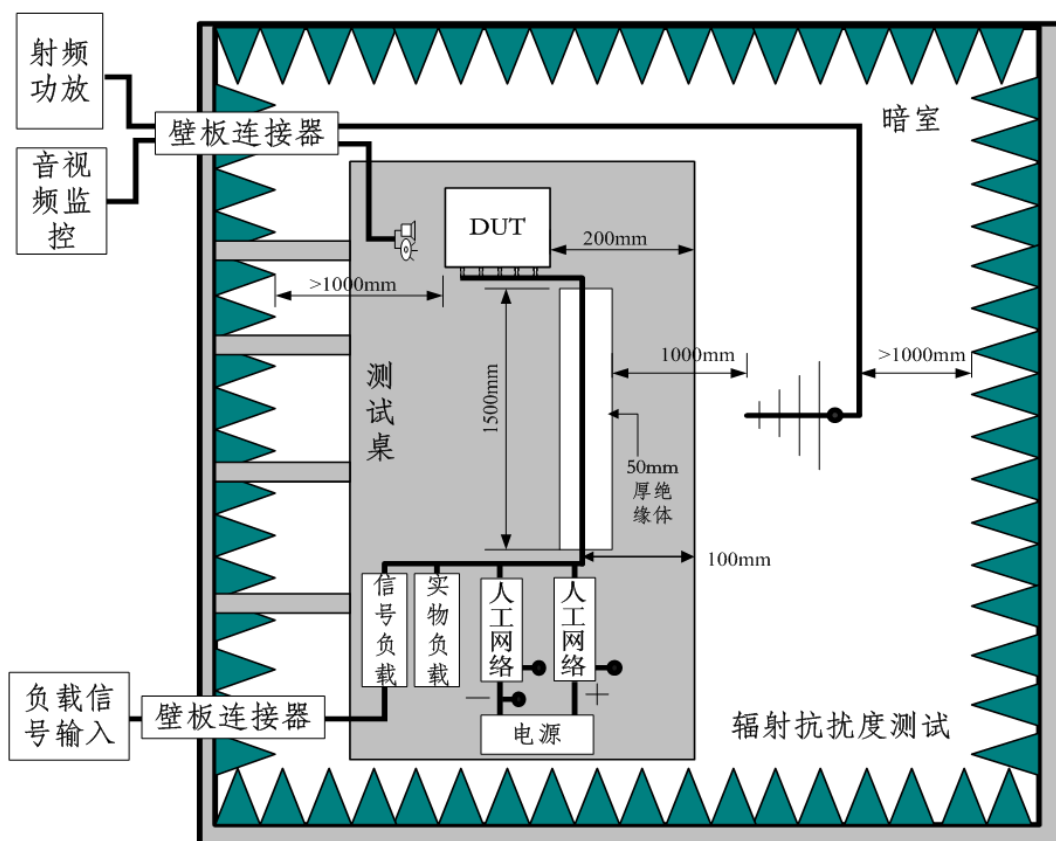 射频
功放
壁板连接器
音视
频监
控
暗室
DUT
200mm
>1000mm
1000mm
>1000mm
测
试
桌
1500mm
50mm
厚绝
缘体
100mm
信
号
负
载
实
物
负
载
人
工
网
络
人
工
网
络
−
+
电源
负载信
号输入
壁板连接器
辐射抗扰度测试